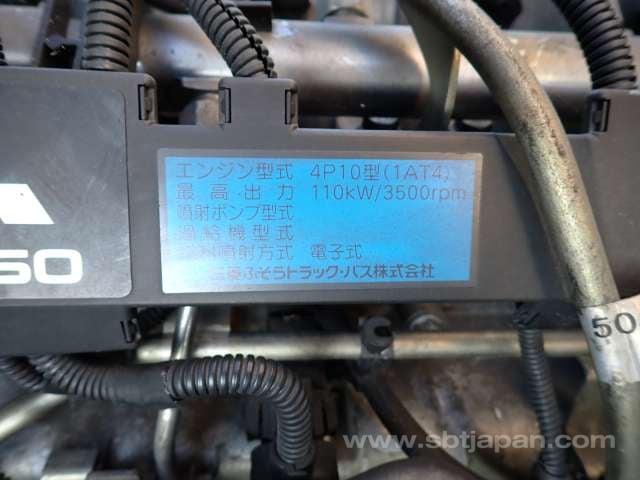 エンジン型式 4P10型(1AT4)
最高出力 110kW/3500rpm
噴射ポンプ型式
過給機型式
燃料噴射方式 電子式
三菱ふそうトラック・バス株式会社
50
50
www.sbtjapan.com